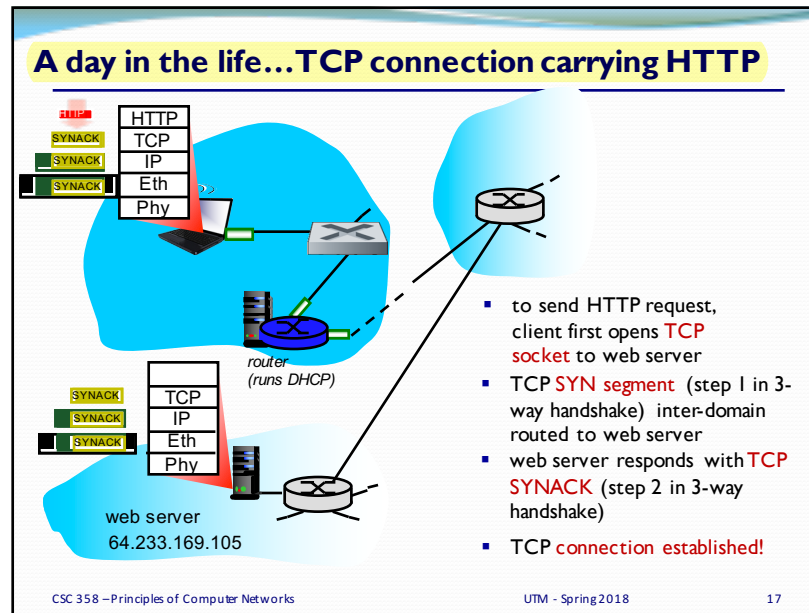 A day in the life…TCP connection carrying HTTP
HTTP
SYNACK
SYNACK
SYNACK
HTTP
TCP
IP
Eth
Phy
router
(runs DHCP)
SYNACK
SYNACK
SYNACK
TCP
IP
Eth
Phy
web server
64.233.169.105
▪ to send HTTP request,
client first opens TCP
socket to web server
▪ TCP SYN segment (step 1 in 3-
way handshake) inter-domain
routed to web server
▪ web server responds with TCP
SYNACK (step 2 in 3-way
handshake)
▪ TCP connection established!
CSC 358 – Principles of Computer Networks
UTM - Spring 2018
17